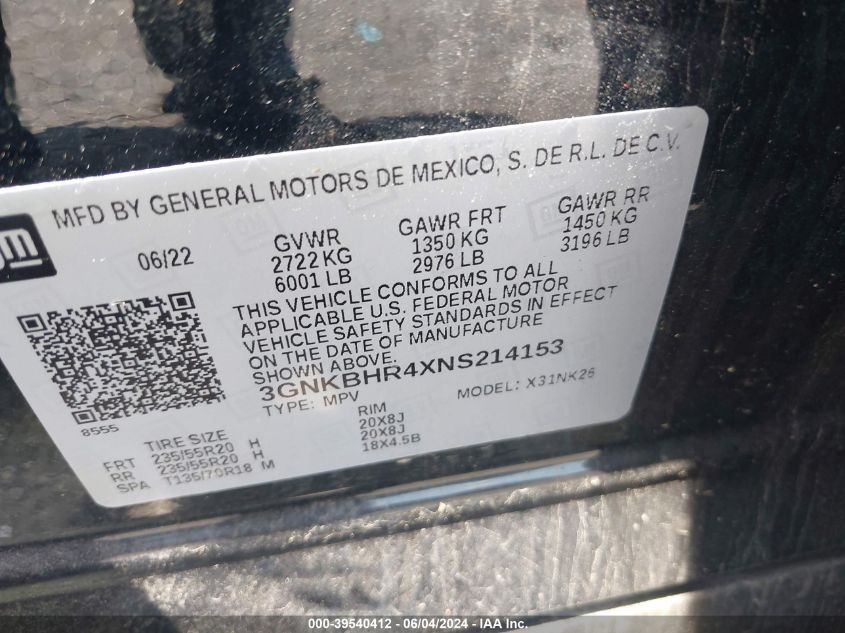 MFD BY GENERAL MOTORS DE MEXICO, S. DE R.L. DE C.V.
gm
06/22
GVWR GAWR FRT GAWR RR
2722 KG 1350 KG 1450 KG
6001 LB 2976 LB 3196 LB
THIS VEHICLE CONFORMS TO ALL
APPLICABLE U.S. FEDERAL MOTOR
VEHICLE SAFETY STANDARDS IN EFFECT
ON THE DATE OF MANUFACTURE
SHOWN ABOVE.
3GNKBHR4XNS214153
TYPE: MPV MODEL: X31NK26
8555
TIRE SIZE RIM
FRT 235/55R20 H 20X8J
RR 235/55R20 H 20X8J
SPA T135/70R18 M 18X4.5B
000-39540412 - 06/04/2024 - IAA Inc.